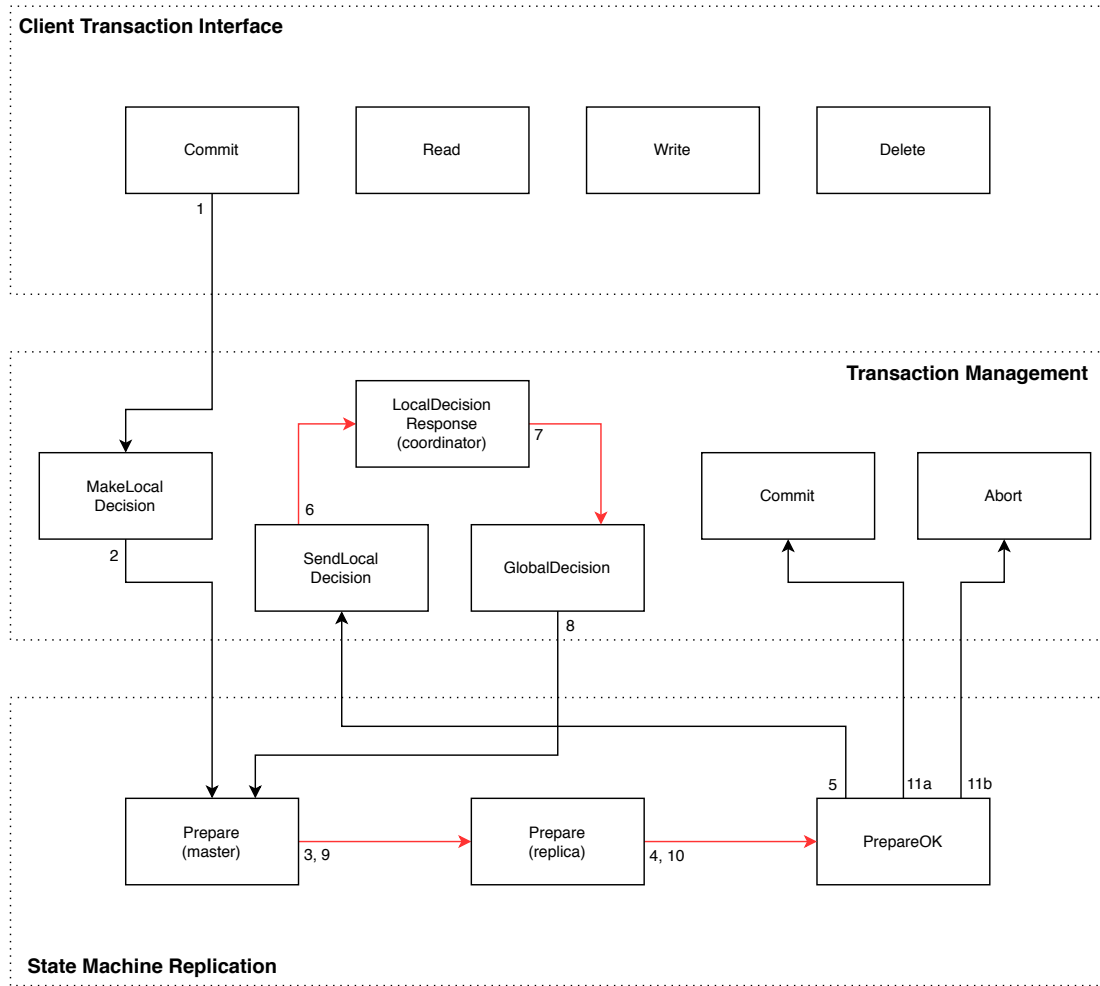 Client Transaction Interface
Commit
Read
Write
Delete
1
Transaction Management
LocalDecision
Response
(coordinator)
7
MakeLocal
Decision
Commit
Abort
6
2
SendLocal
Decision
GlobalDecision
8
5
11a
11b
Prepare
(master)
3, 9
Prepare
(replica)
4, 10
PrepareOK
State Machine Replication